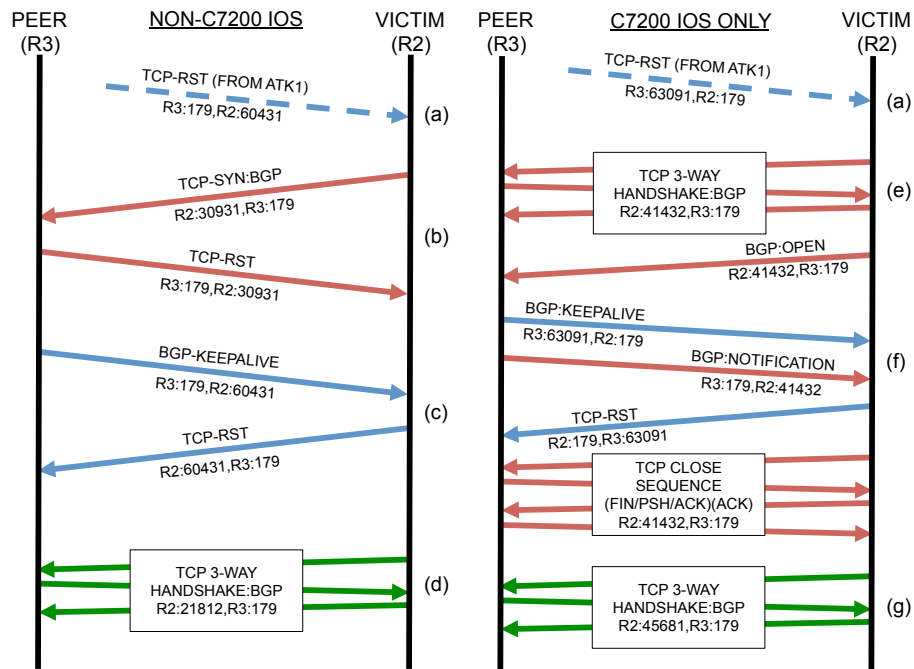 NON-C7200 IOS
PEER
(R3)
VICTIM
(R2)
TCP-RST (FROM ATK1)
R3:179,R2:60431
(a)
TCP-SYN:BGP
R2:30931,R3:179
(b)
TCP-RST
R3:179,R2:30931
BGP-KEEPALIVE
R3:179,R2:60431
(c)
TCP-RST
R2:60431,R3:179
TCP 3-WAY
HANDSHAKE:BGP
R2:21812,R3:179
(d)
C7200 IOS ONLY
PEER
(R3)
VICTIM
(R2)
TCP-RST (FROM ATK1)
R3:63091,R2:179
(a)
TCP 3-WAY
HANDSHAKE:BGP
R2:41432,R3:179
(e)
BGP:OPEN
R2:41432,R3:179
BGP:KEEPALIVE
R3:63091,R2:179
BGP:NOTIFICATION
R3:179,R2:41432
(f)
TCP-RST
R2:179,R3:63091
TCP CLOSE
SEQUENCE
(FIN/PSH/ACK)(ACK)
R2:41432,R3:179
TCP 3-WAY
HANDSHAKE:BGP
R2:45681,R3:179
(g)